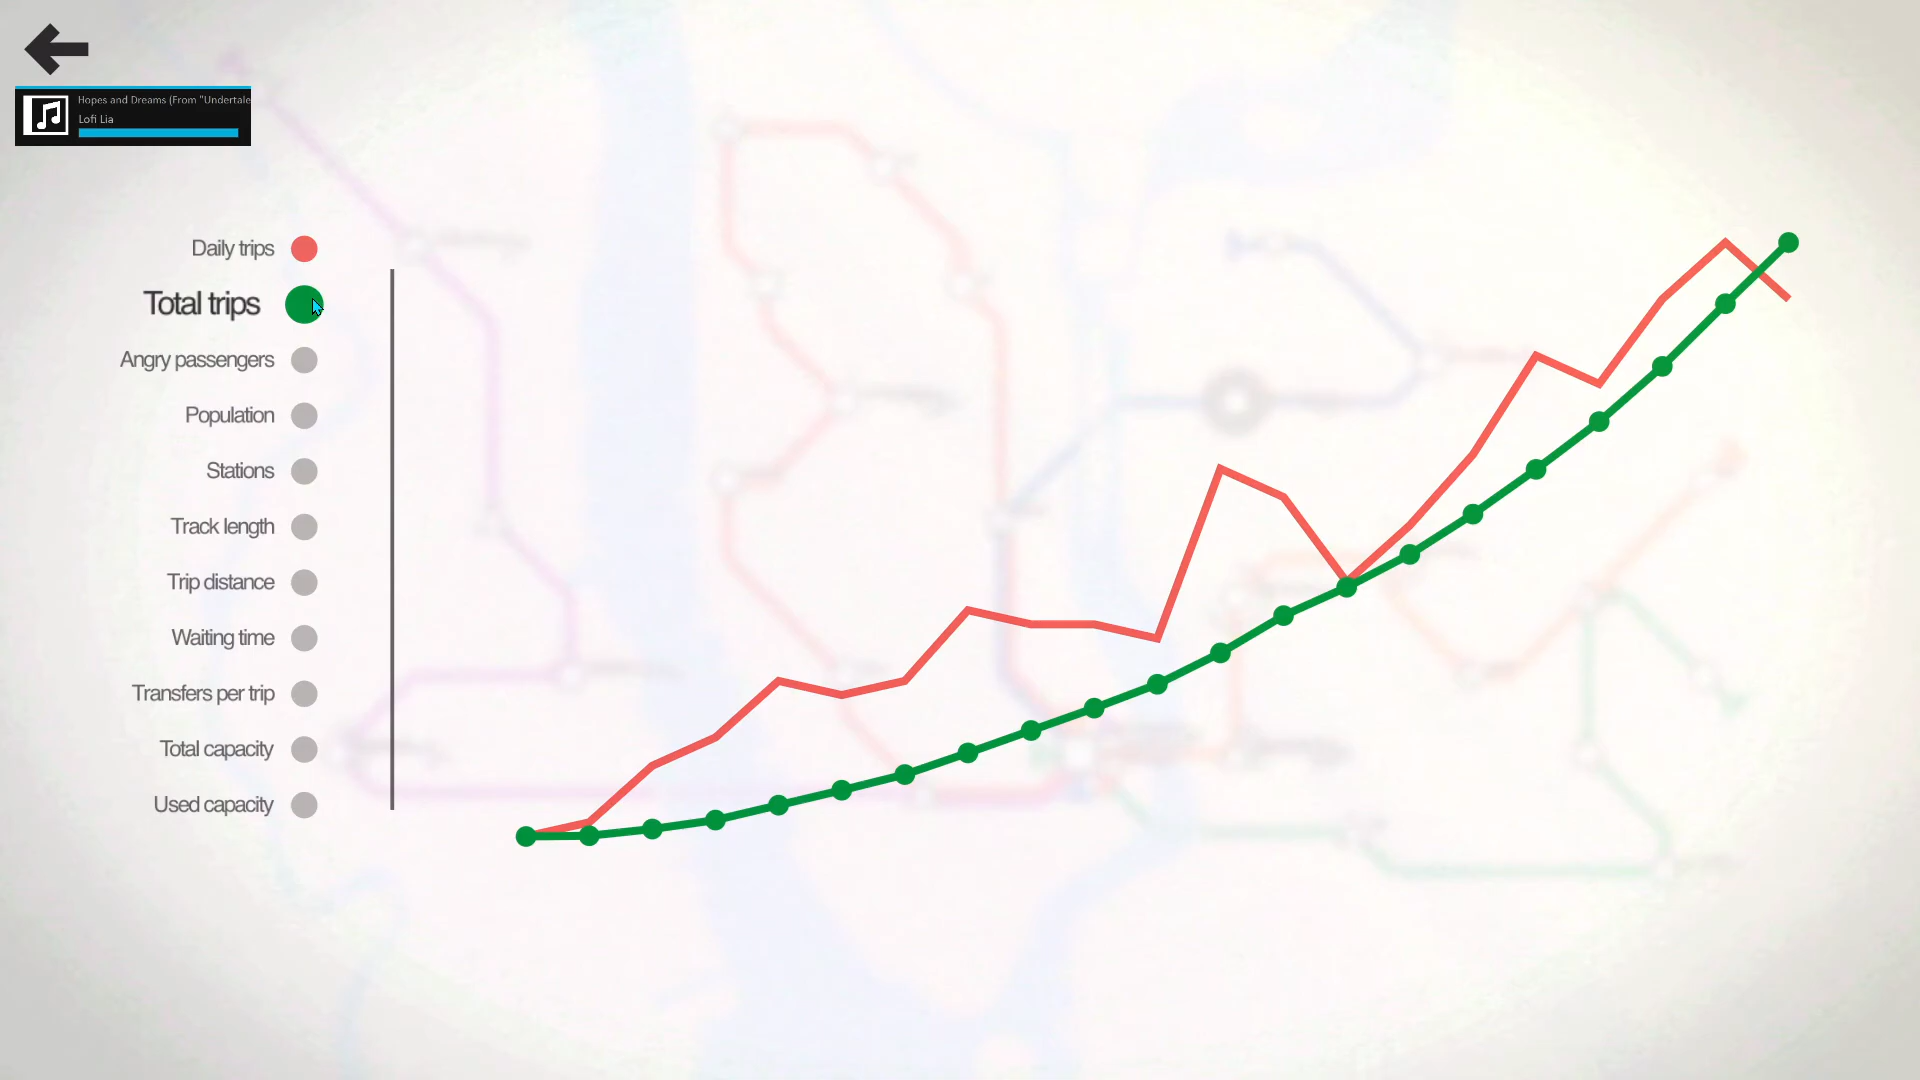 Hopes and Dreams (From "Undertale
Lofi Lia
Daily trips
Total trips
Angry passengers
Population
Stations
Track length
Trip distance
Waiting time
Transfers per trip
Total capacity
Used capacity